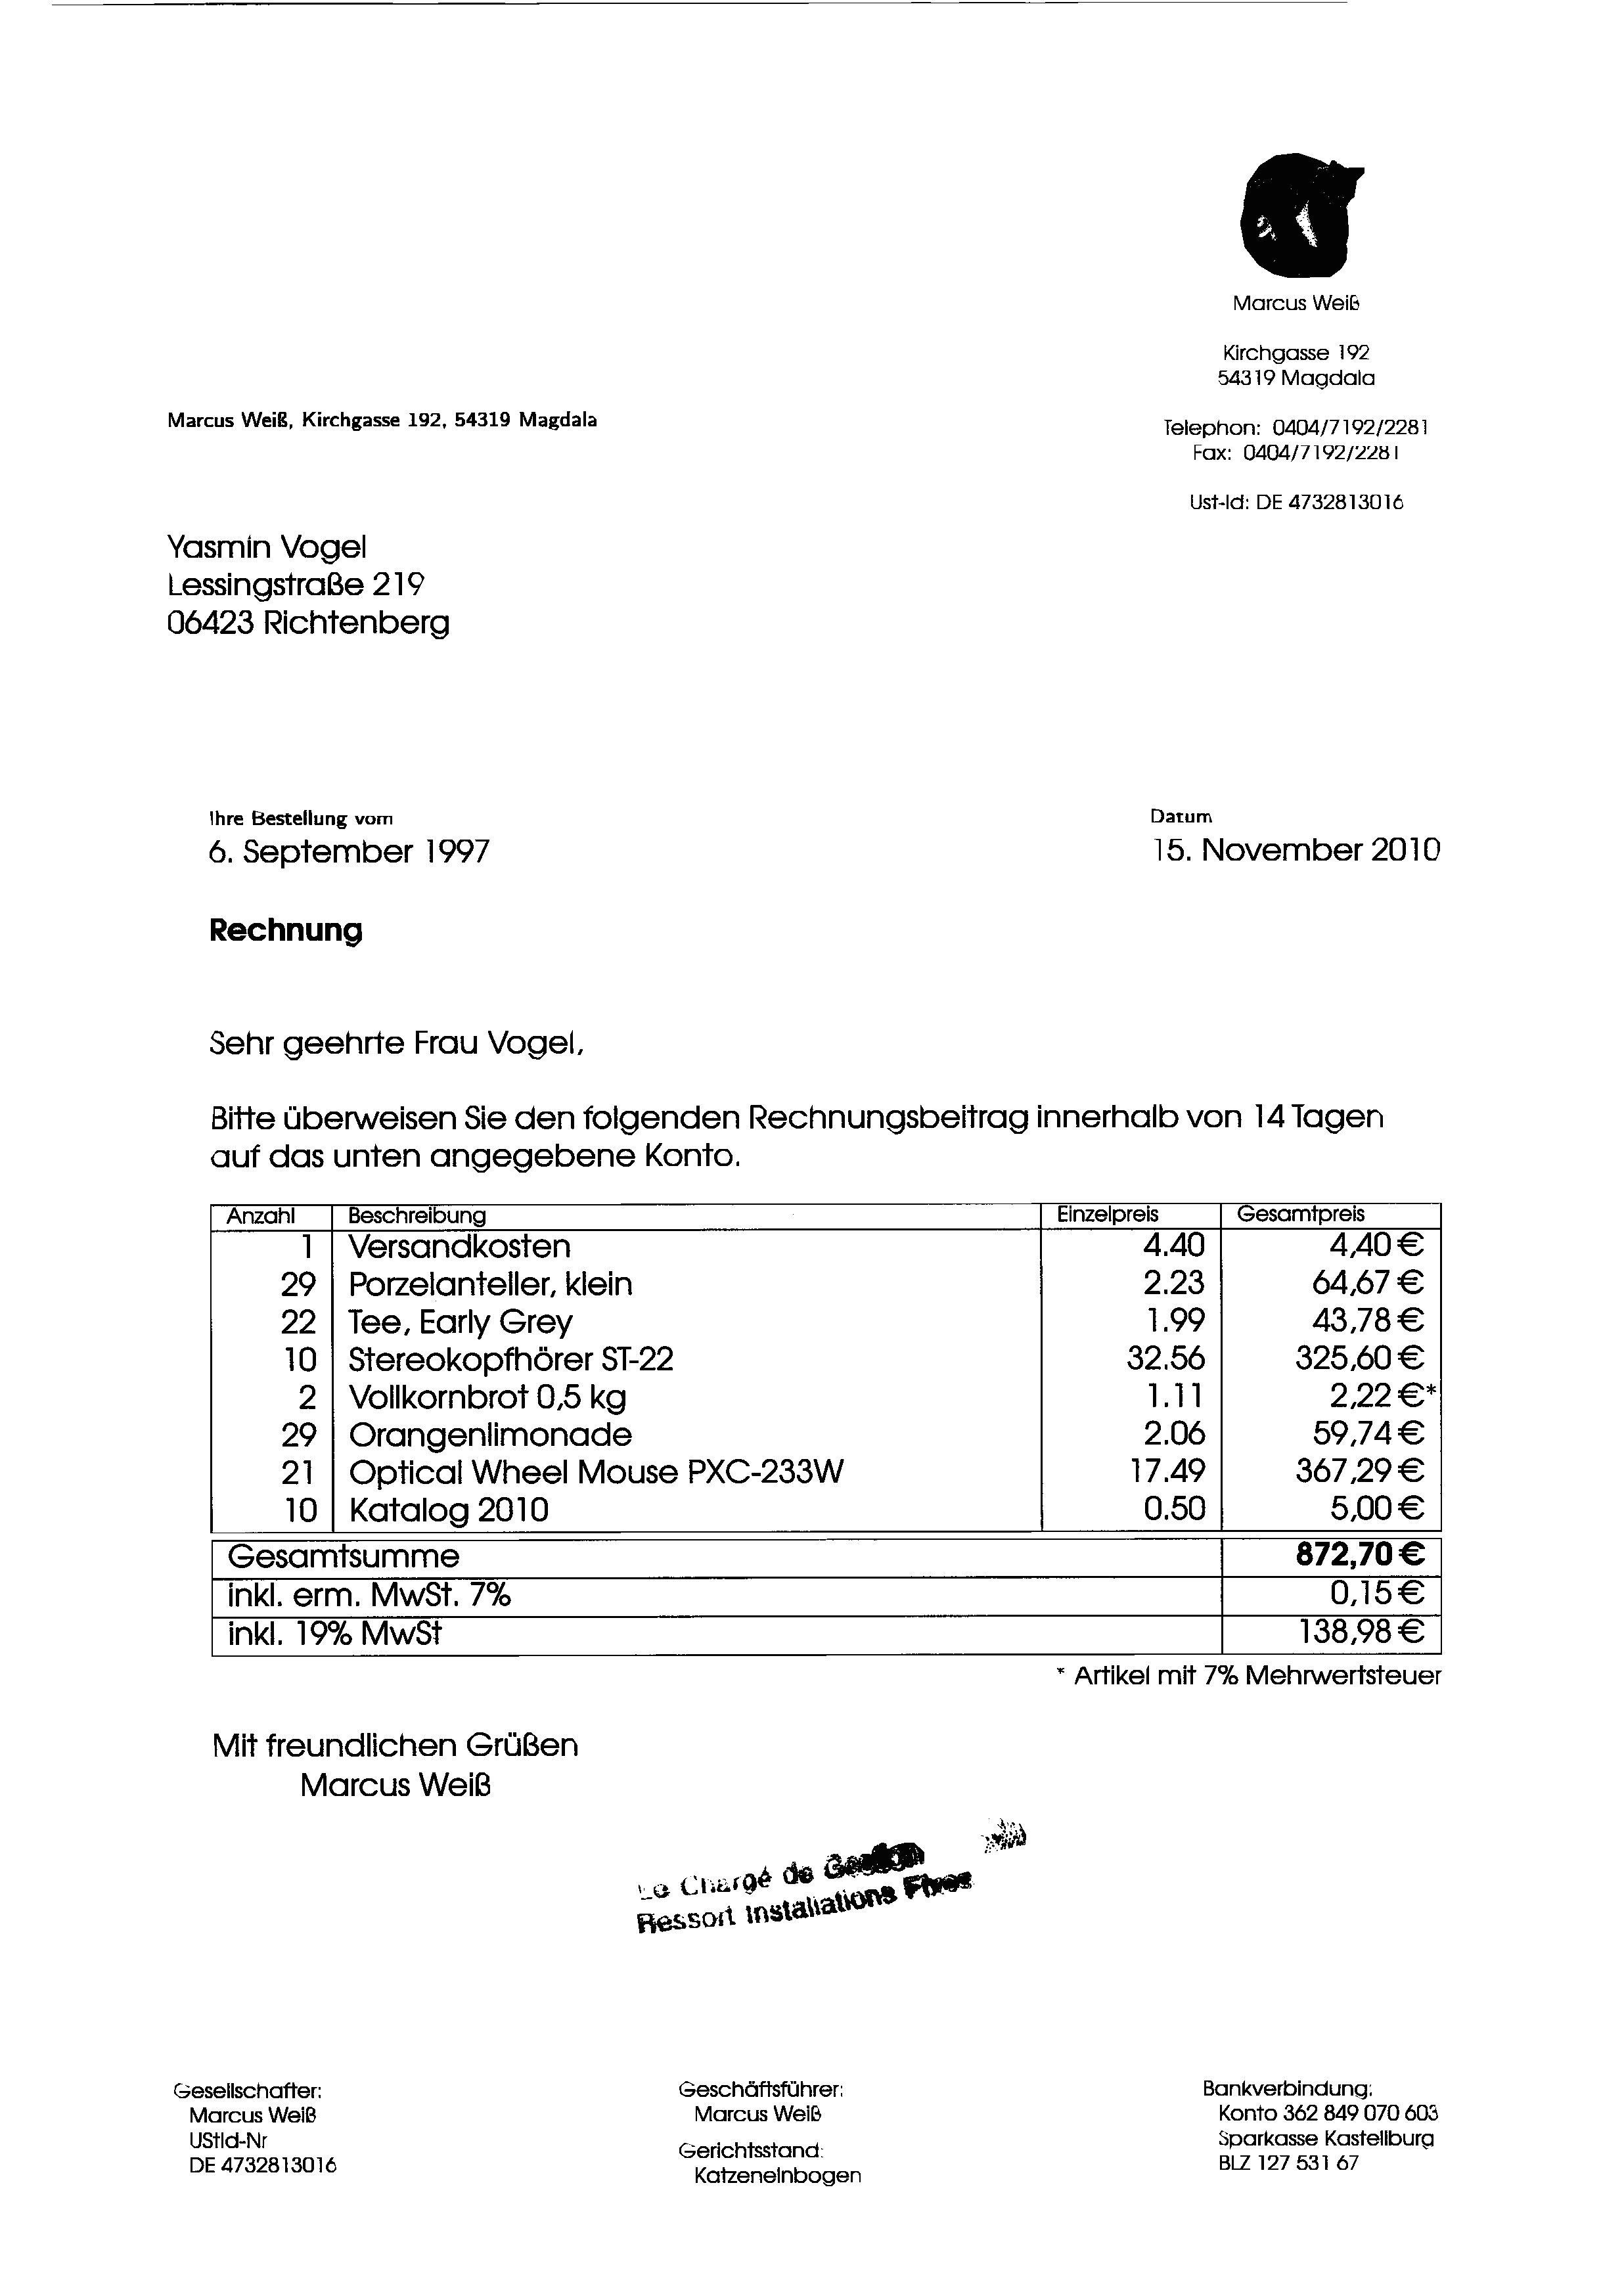 Marcus Weiß
Kirchgasse 192
54319 Magdala
Marcus Weiß, Kirchgasse 192, 54319 Magdala
Telephon: 0404/7192/2281
Fax: 0404/7192/2281
Ust-Id: DE 4732813016
Yasmin Vogel
Lessingstraße 219
06423 Richtenberg
Ihre Bestellung vom Datum
6. September 1997 15. November 2010
Rechnung
Sehr geehrte Frau Vogel,
Bitte überweisen Sie den folgenden Rechnungsbeitrag innerhalb von 14 Tagen
auf das unten angegebene Konto.
Anzahl Beschreibung Einzelpreis Gesamtpreis
1 Versandkosten 4.40 4,40 €
29 Porzelanteller, klein 2.23 64,67 €
22 Tee, Early Grey 1.99 43,78 €
10 Stereokopfhörer ST-22 32.56 325,60 €
2 Vollkornbrot 0,5 kg 1.11 2,22 €*
29 Orangenlimonade 2.06 59,74 €
21 Optical Wheel Mouse PXC-233W 17.49 367,29 €
10 Katalog 2010 0.50 5,00 €
Gesamtsumme 872,70 €
inkl. erm. MwSt. 7% 0,15 €
inkl. 19% MwSt 138,98 €
* Artikel mit 7% Mehrwertsteuer
Mit freundlichen Grüßen
Marcus Weiß
Le Chargé de Gestion
Ressort Installations Fixes
Gesellschafter:
Marcus Weiß
UStId-Nr
DE 4732813016
Geschäftsführer:
Marcus Weiß
Gerichtsstand:
Katzenelnbogen
Bankverbindung:
Konto 362 849 070 603
Sparkasse Kastellburg
BLZ 127 531 67